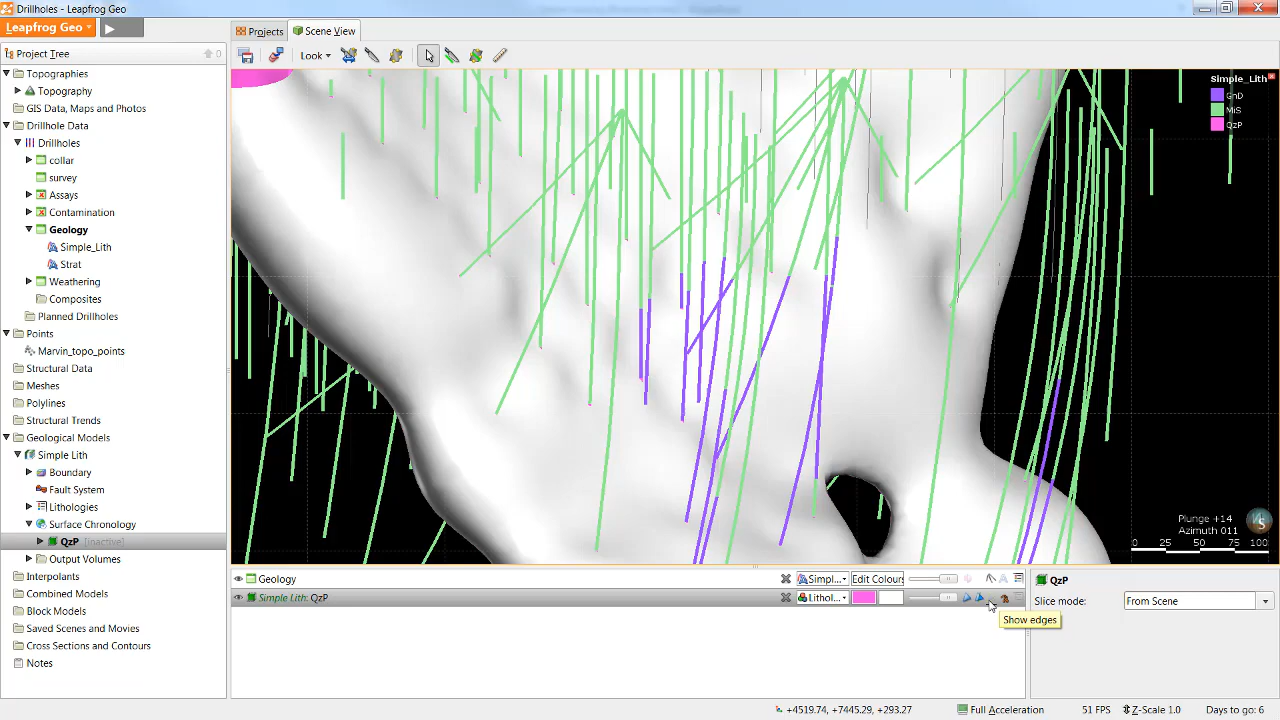 Drillholes - Leapfrog Geo
Leapfrog Geo
Projects
Scene View
Project Tree
0
Look
Topographies
Topography
GIS Data, Maps and Photos
Drillhole Data
Drillholes
collar
survey
Assays
Contamination
Geology
Simple_Lith
Strat
Weathering
Composites
Planned Drillholes
Points
Marvin_topo_points
Structural Data
Meshes
Polylines
Structural Trends
Geological Models
Simple Lith
Boundary
Fault System
Lithologies
Surface Chronology
QzP [inactive]
Output Volumes
Interpolants
Combined Models
Block Models
Saved Scenes and Movies
Cross Sections and Contours
Notes
Simple_Lith
GnD
MiS
QzP
Plunge +14
Azimuth 011
0 25 50 75 100
Geology
Simpl...
Edit Colours
Simple Lith: QzP
Lithol...
Show edges
QzP
Slice mode:
From Scene
+4519.74, +7445.29, +293.27
Full Acceleration
51 FPS
Z-Scale 1.0
Days to go: 6